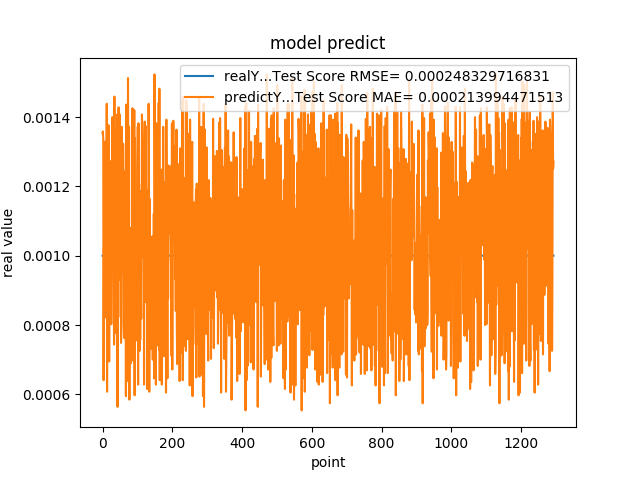 model predict
realY...Test Score RMSE= 0.000248329716831
predictY...Test Score MAE= 0.000213994471513
0.0014
0.0012
0.0010
0.0008
0.0006
real value
0 200 400 600 800 1000 1200
point